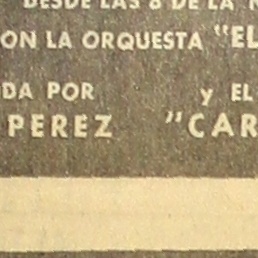 DESDE LAS 8 DE LA
ON LA ORQUESTA "EL
DA POR y EL
PEREZ "CAR